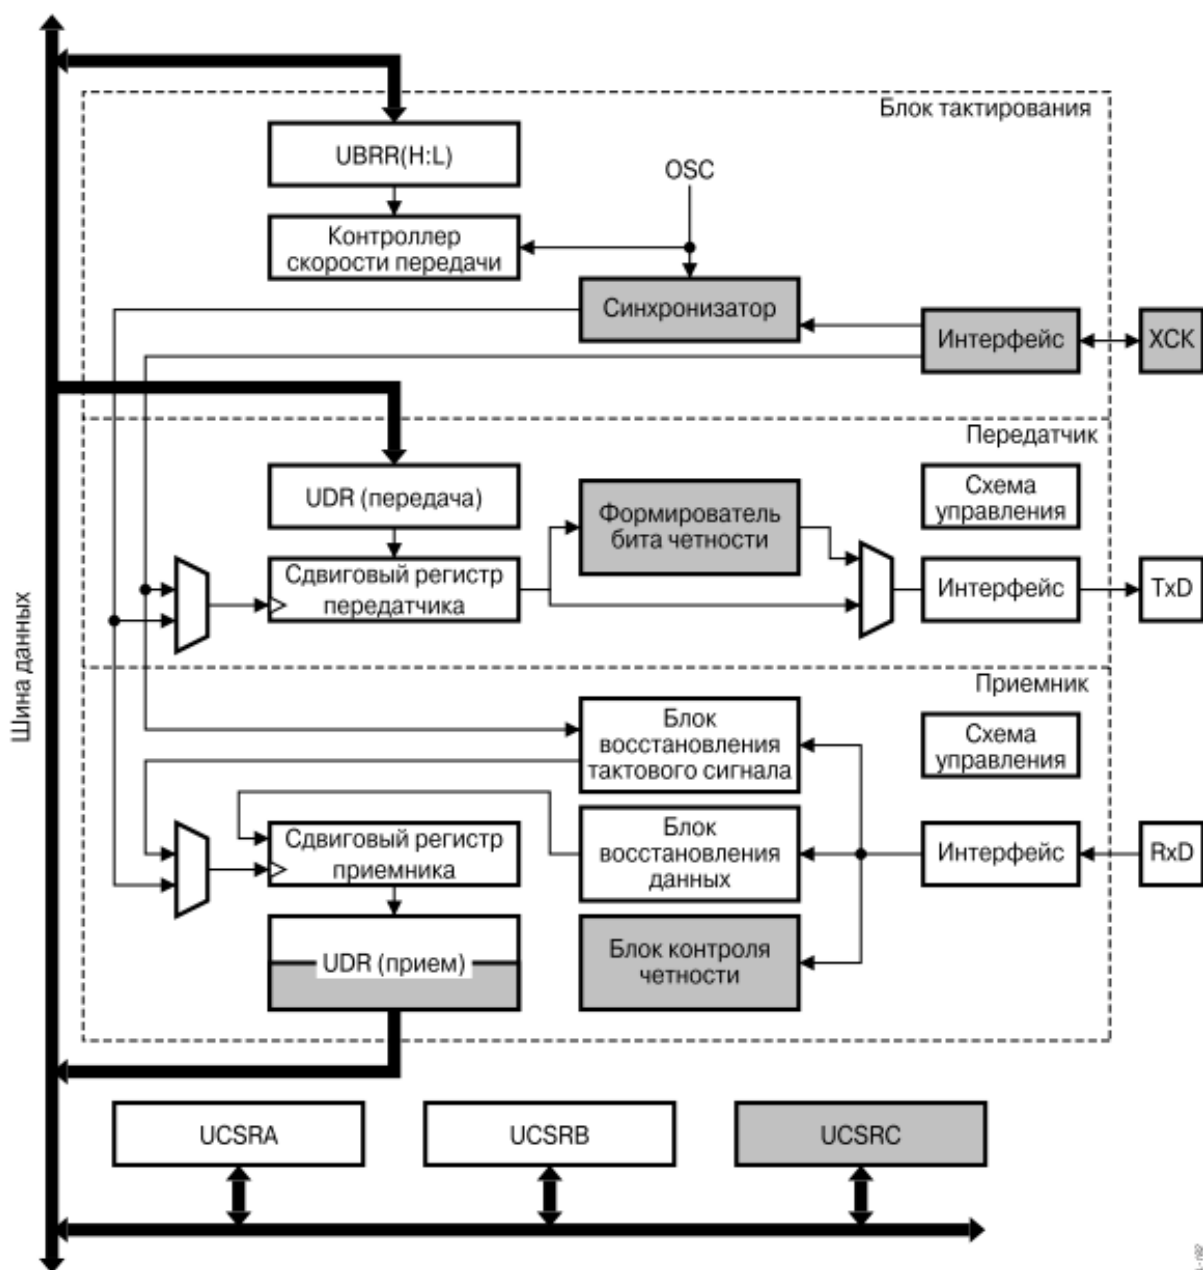 Блок тактирования
UBRR(H:L)
OSC
Контроллер
скорости передачи
Синхронизатор
Интерфейс
XCK
Передатчик
UDR (передача)
Формирователь
бита четности
Схема
управления
Сдвиговый регистр
передатчика
Интерфейс
TxD
Шина данных
Приемник
Блок
восстановления
тактового сигнала
Схема
управления
Сдвиговый регистр
приемника
Блок
восстановления
данных
Интерфейс
RxD
UDR (прием)
Блок контроля
четности
UCSRA
UCSRB
UCSRC